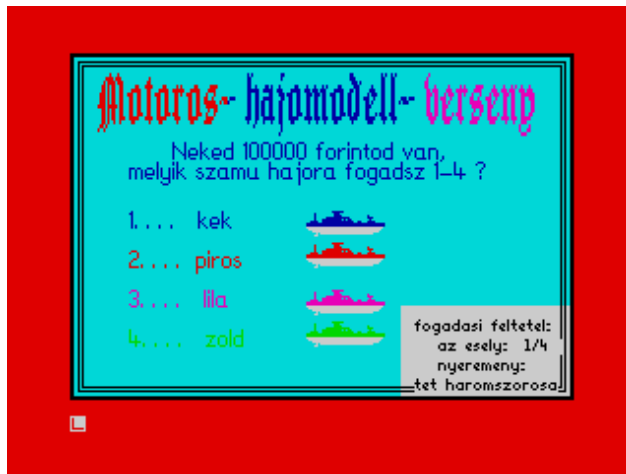 Motoros- hajomodell- verseny
Neked 100000 forintod van,
melyik szamu hajora fogadsz 1-4 ?
1.... kek
2.... piros
3.... lila
4.... zold
fogadasi feltetel:
az esely: 1/4
nyeremeny:
tet haromszorosa
L